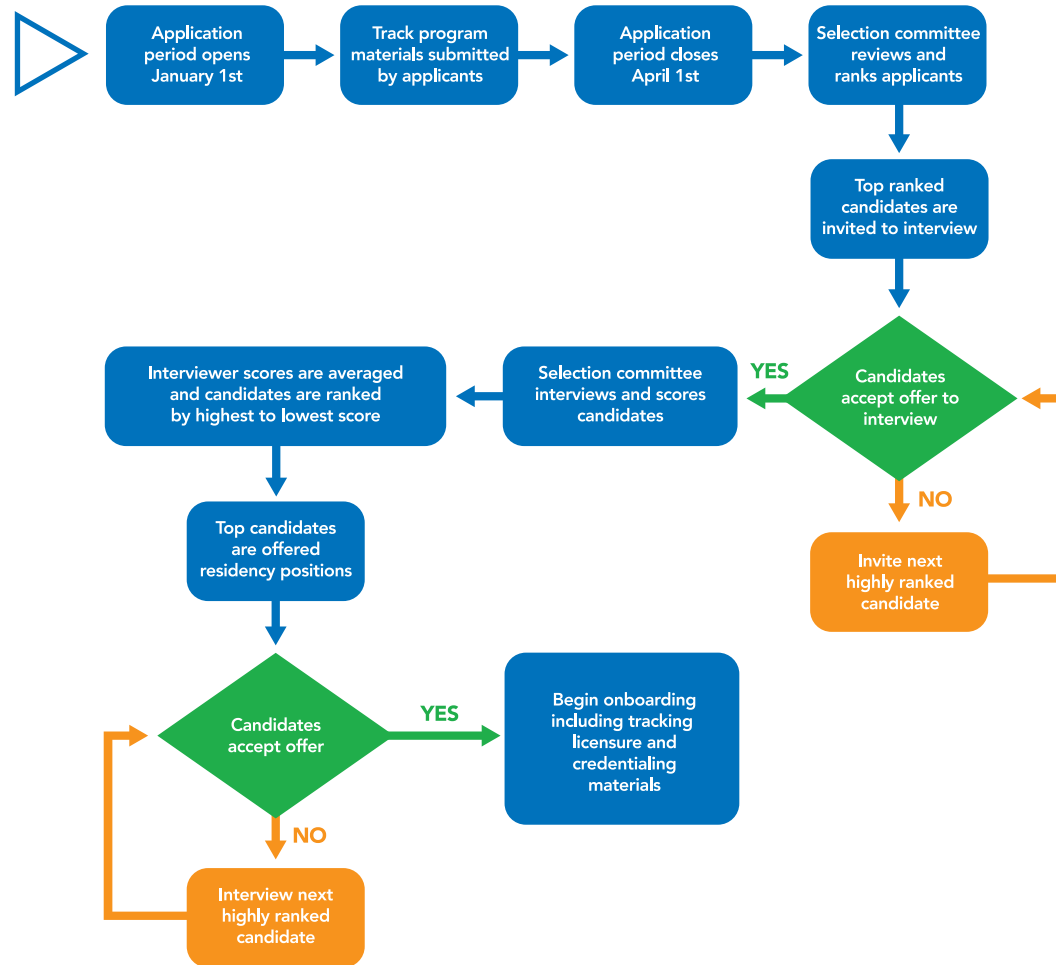 Application
period opens
January 1st
Track program
materials submitted
by applicants
Application
period closes
April 1st
Selection committee
reviews and
ranks applicants
Top ranked
candidates are
invited to interview
Candidates
accept offer to
interview
YES
NO
Invite next
highly ranked
candidate
Selection committee
interviews and scores
candidates
Interviewer scores are averaged
and candidates are ranked
by highest to lowest score
Top candidates
are offered
residency positions
Candidates
accept offer
YES
NO
Interview next
highly ranked
candidate
Begin onboarding
including tracking
licensure and
credentialing
materials